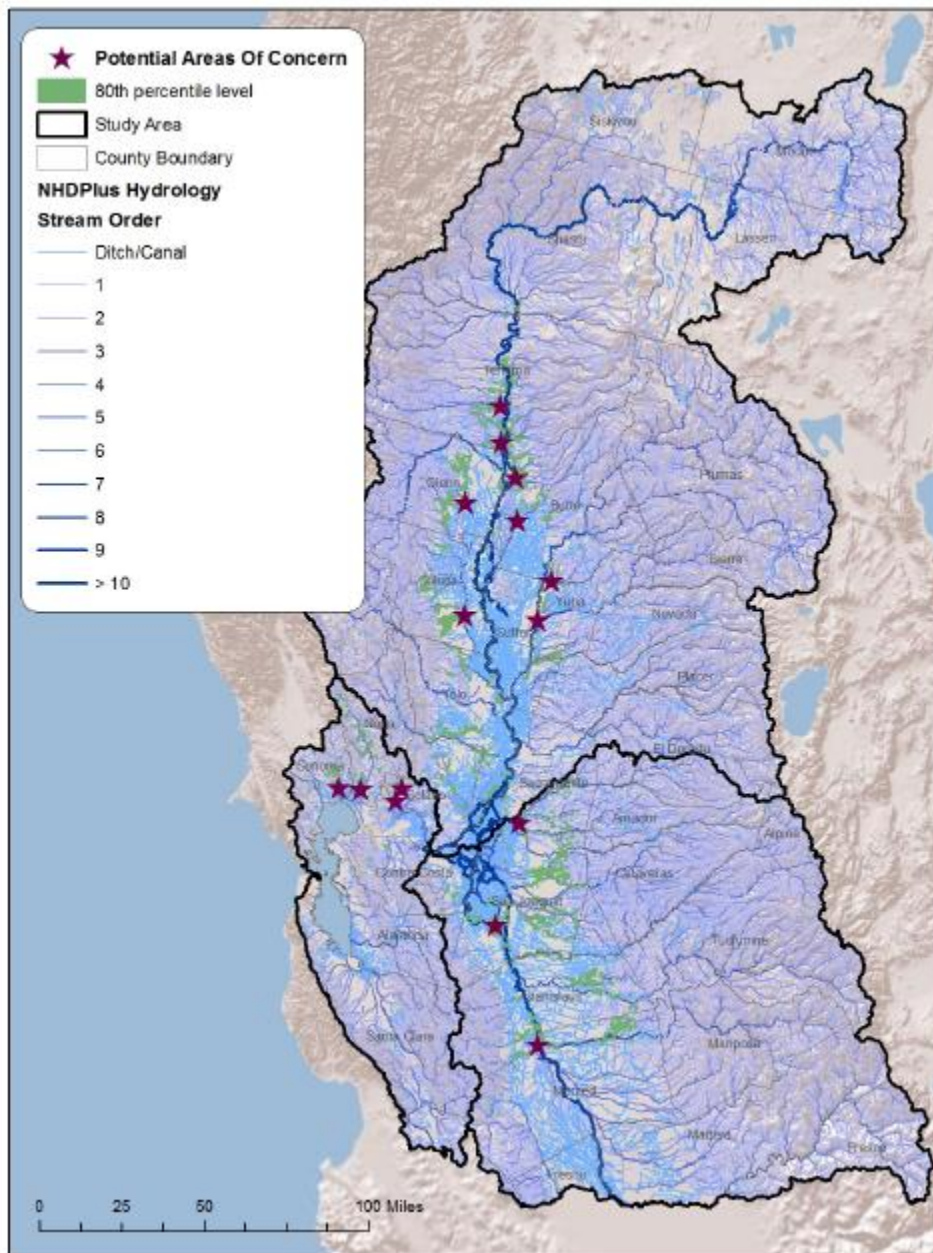 Potential Areas Of Concern
80th percentile level
Study Area
County Boundary
NHDPlus Hydrology
Stream Order
Ditch/Canal
1
2
3
4
5
6
7
8
9
> 10
Siskiyou
Modoc
Shasta
Lassen
Tehama
Plumas
Glenn
Butte
Sierra
Colusa
Yuba
Nevada
Sutter
Placer
Yolo
El Dorado
Napa
Sonoma
Solano
Sacramento
Amador
Alpine
Contra Costa
Calaveras
San Joaquin
Alameda
Tuolumne
Stanislaus
Santa Clara
Mariposa
Merced
Madera
Fresno
Fresno
0 25 50 100 Miles